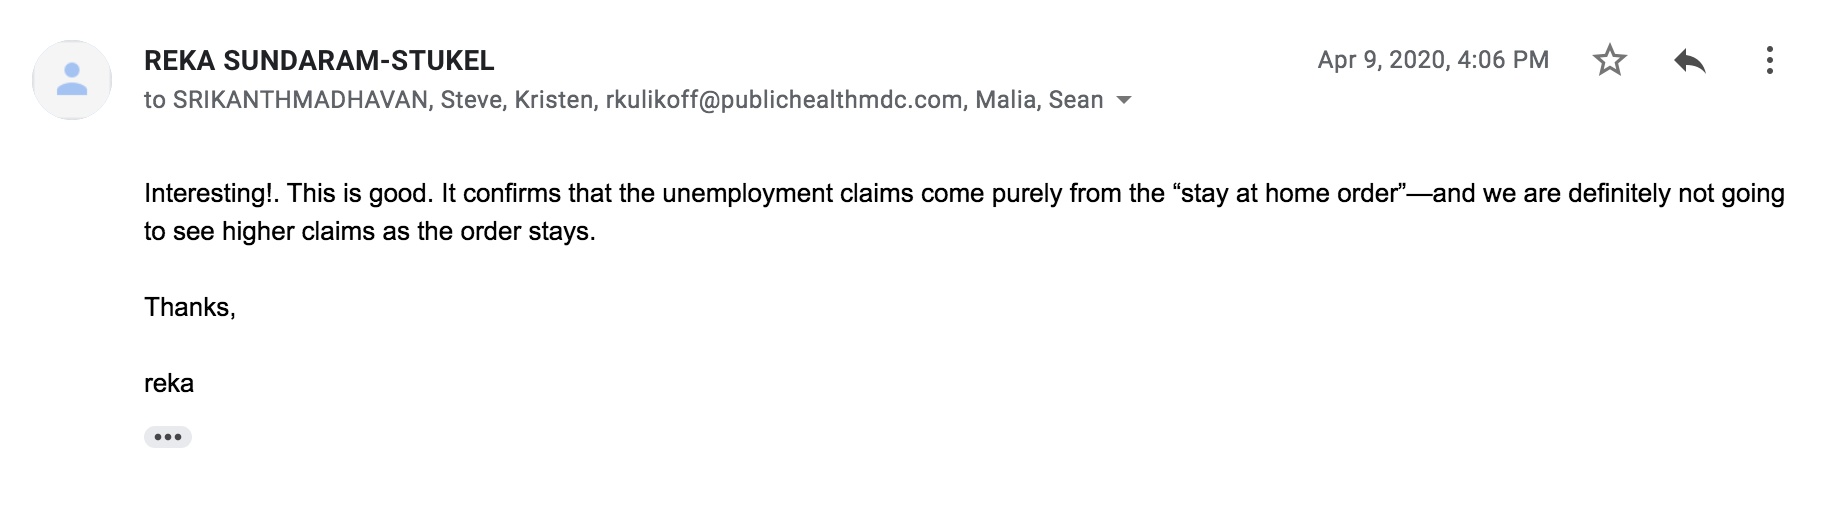 REKA SUNDARAM-STUKEL
Apr 9, 2020, 4:06 PM
to SRIKANTHMADHAVAN, Steve, Kristen, rkulikoff@publichealthmdc.com, Malia, Sean
Interesting!. This is good. It confirms that the unemployment claims come purely from the “stay at home order”—and we are definitely not going
to see higher claims as the order stays.
Thanks,
reka